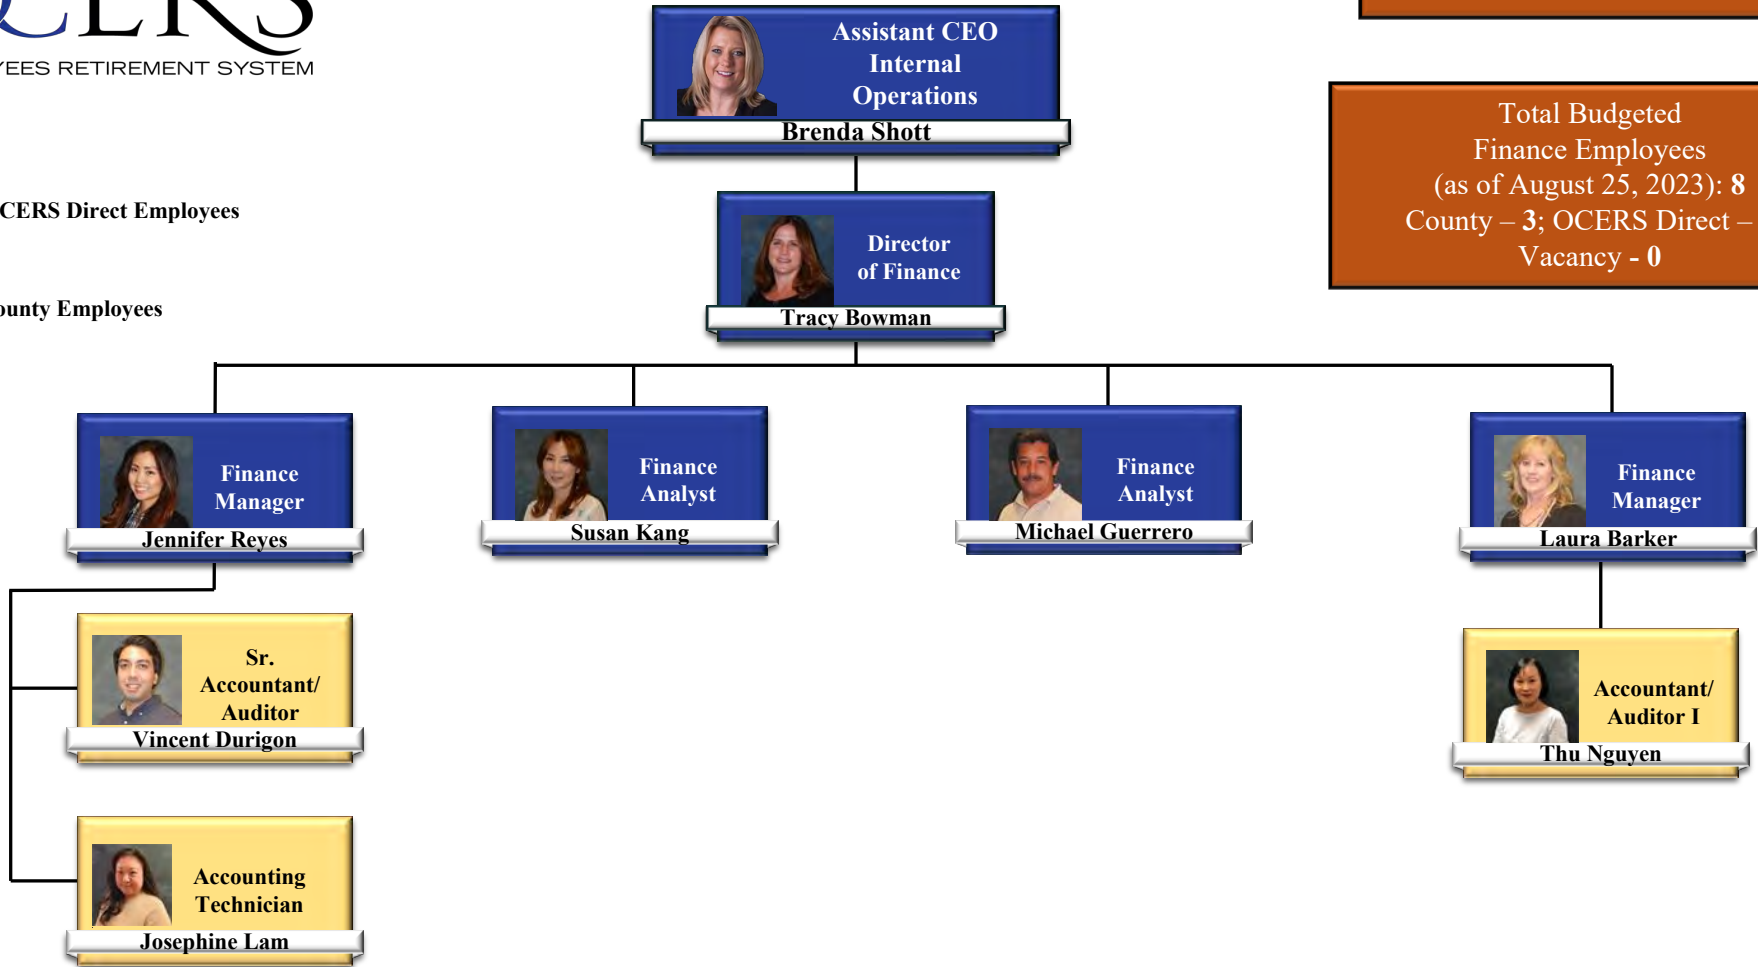 CERS
YEES RETIREMENT SYSTEM
Assistant CEO
Internal
Operations
Brenda Shott
Total Budgeted
Finance Employees
(as of August 25, 2023): 8
County – 3; OCERS Direct –
Vacancy - 0
CERS Direct Employees
ounty Employees
Director
of Finance
Tracy Bowman
Finance
Manager
Jennifer Reyes
Finance
Analyst
Susan Kang
Finance
Analyst
Michael Guerrero
Finance
Manager
Laura Barker
Sr.
Accountant/
Auditor
Vincent Durigon
Accountant/
Auditor I
Thu Nguyen
Accounting
Technician
Josephine Lam